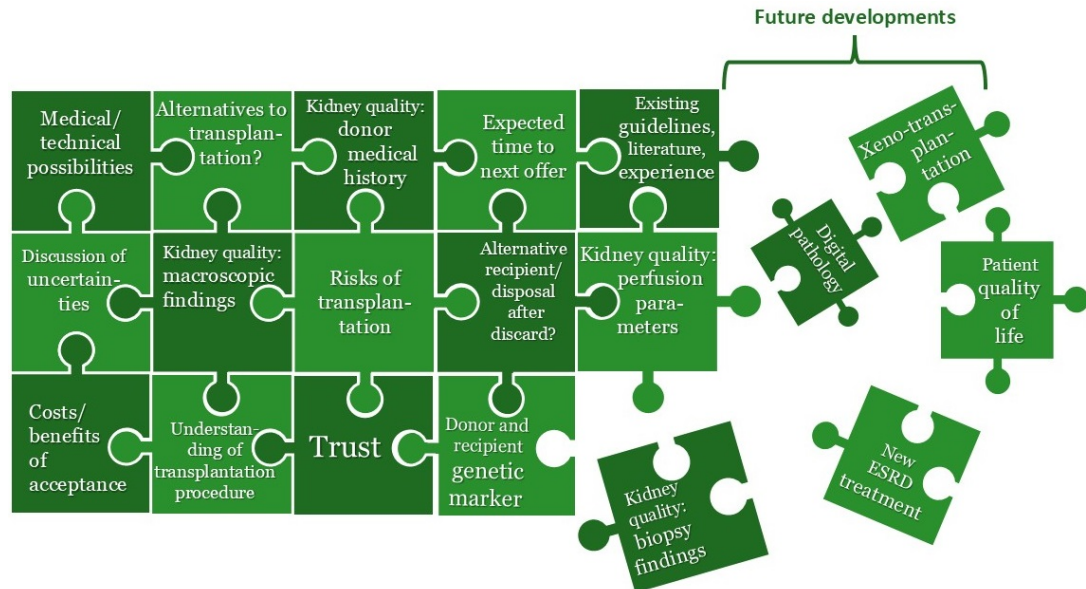 Future developments
Medical/
technical
possibilities
Alternatives to
transplan-
tation?
Kidney quality:
donor
medical
history
Expected
time to
next offer
Existing
guidelines,
literature,
experience
Xeno-trans-
plan-
tation
Discussion of
uncertain-
ties
Kidney quality:
macroscopic
findings
Risks of
transplan-
tation
Alternative
recipient/
disposal
after
discard?
Kidney quality:
perfusion
para-
meters
Digital
pathology
Patient
quality
of
life
Costs/
benefits
of
acceptance
Understan-
ding of
transplantation
procedure
Trust
Donor and
recipient
genetic
marker
Kidney
quality:
biopsy
findings
New
ESRD
treatment